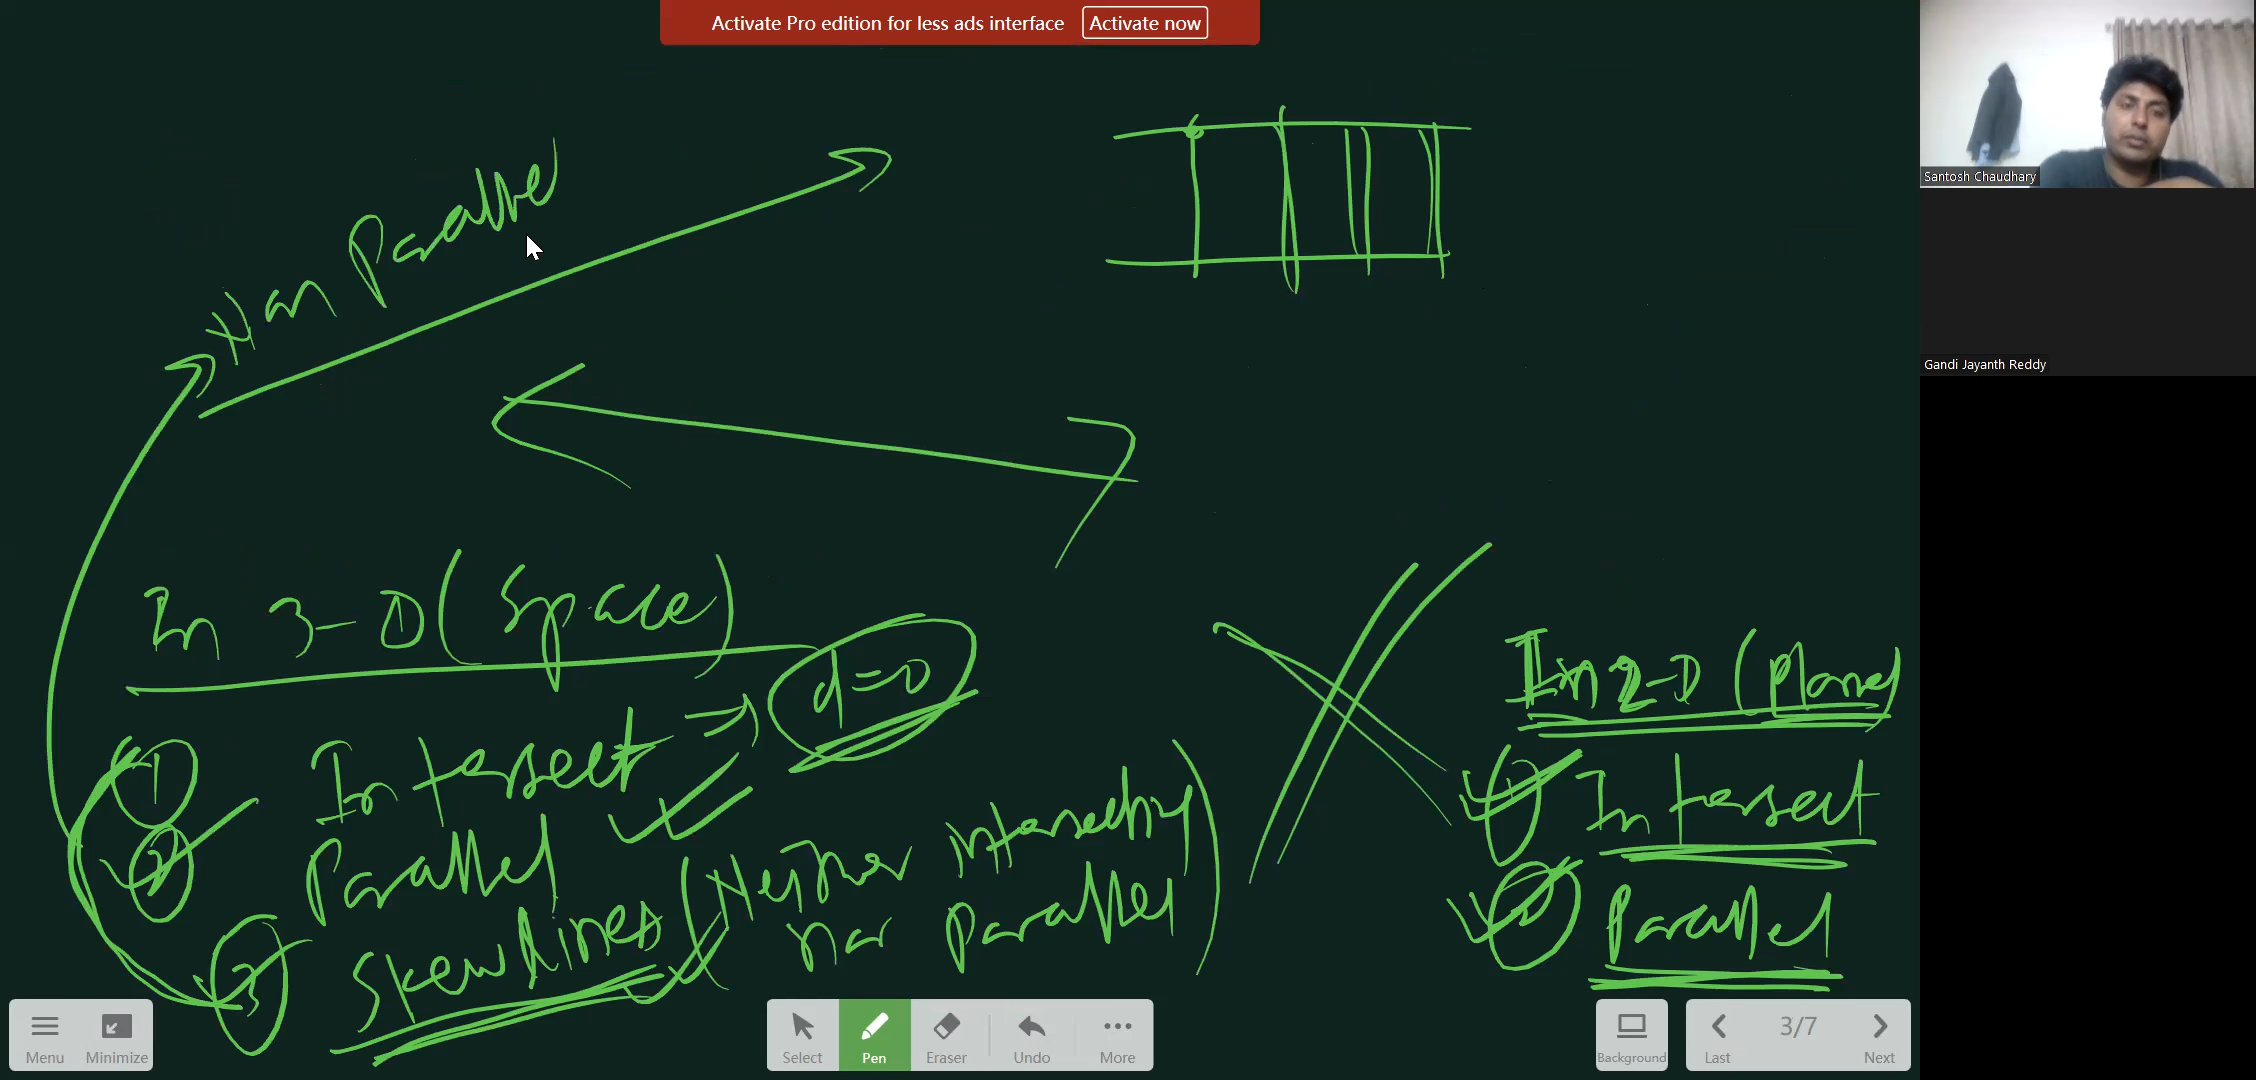 Activate Pro edition for less ads interface Activate now
Santosh Chaudhary
Non Parallel
Gandi Jayanth Reddy
In 3-D (Space)
d=0
In 2-D (Plane)
1 Intersect →
1 Intersect
2 Parallel
2 Parallel
3 Skew lines (Neither intersecting
nor parallel)
Menu Minimize Select Pen Eraser Undo More Background Last 3/7 Next